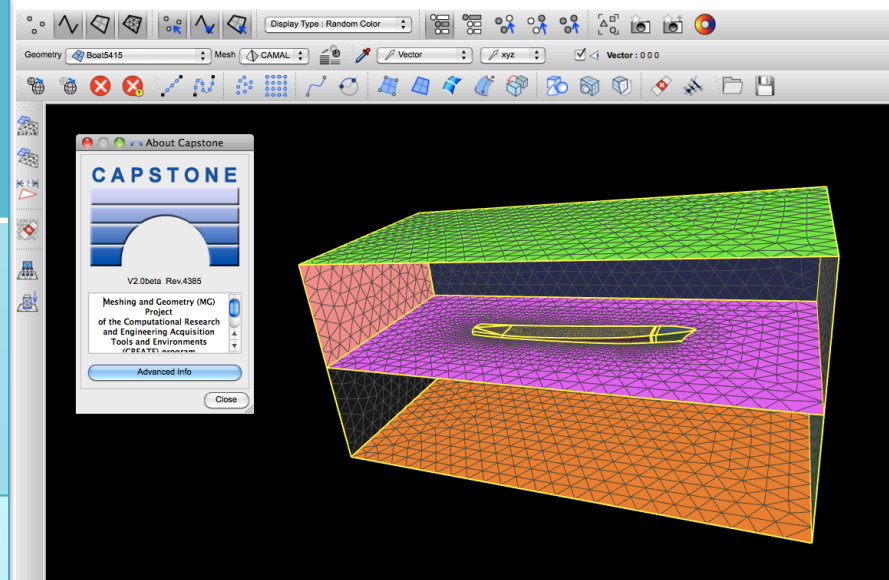 Display Type : Random Color
Geometry
Boat5415
Mesh
CAMAL
Vector
xyz
Vector : 0 0 0
About Capstone
CAPSTONE
V2.0beta Rev.4385
Meshing and Geometry (MG)
Project
of the Computational Research
and Engineering Acquisition
Tools and Environments
(CREATE) program
Advanced Info
Close